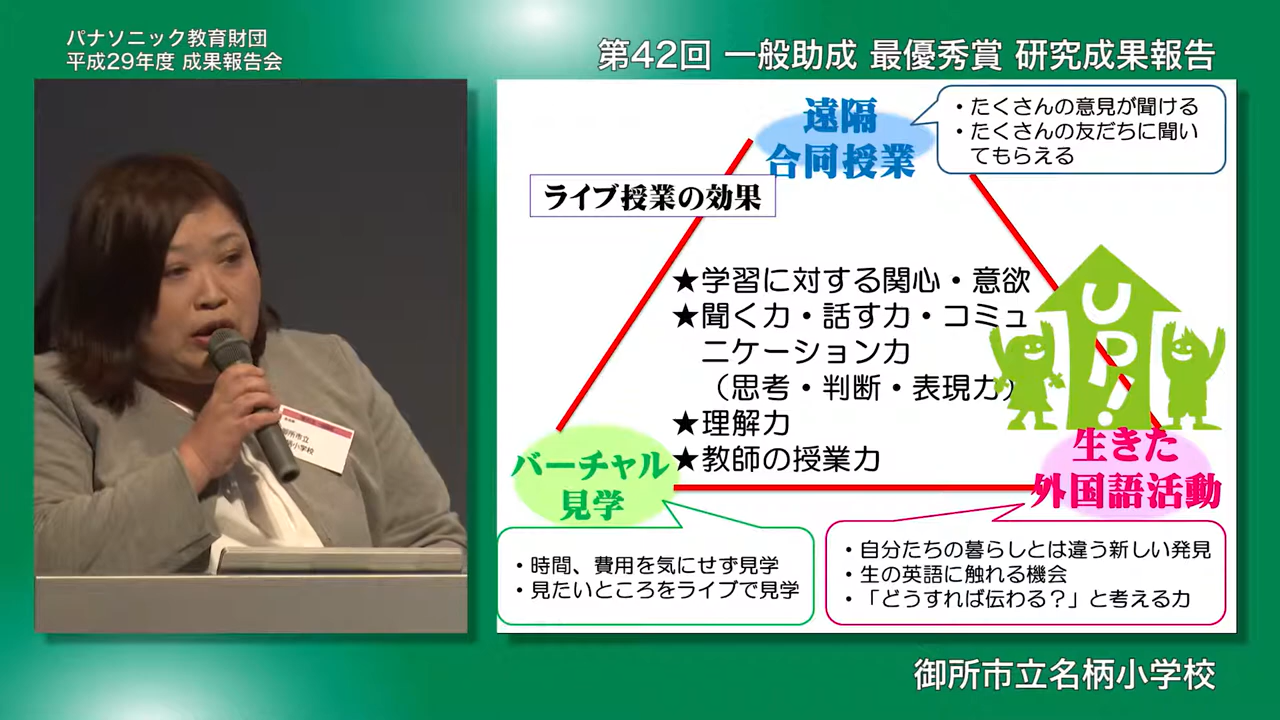 パナソニック教育財団
平成29年度 成果報告会
第42回 一般助成 最優秀賞 研究成果報告
遠隔
合同授業
・たくさんの意見が聞ける
・たくさんの友だちに聞い
てもらえる
ライブ授業の効果
★学習に対する関心・意欲
★聞く力・話す力・コミュ
ニケーション力
（思考・判断・表現力）
★理解力
★教師の授業力
UP!
バーチャル
見学
生きた
外国語活動
・時間、費用を気にせず見学
・見たいところをライブで見学
・自分たちの暮らしとは違う新しい発見
・生の英語に触れる機会
・「どうすれば伝わる？」と考える力
御所市立
小学校
御所市立名柄小学校